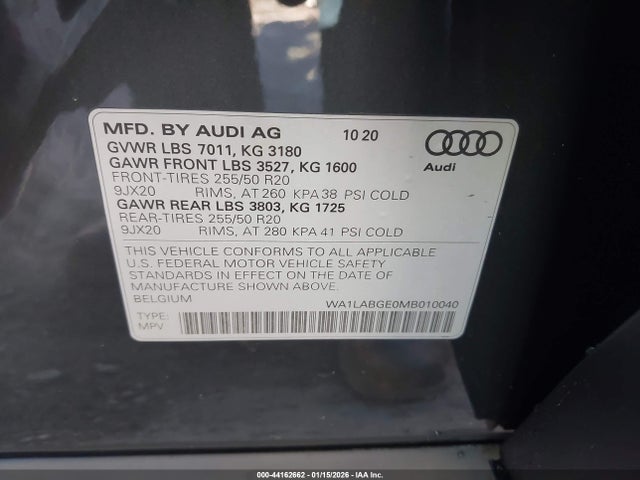 MFD. BY AUDI AG 10 20
GVWR LBS 7011, KG 3180
GAWR FRONT LBS 3527, KG 1600
FRONT-TIRES 255/50 R20
9JX20 RIMS, AT 260 KPA 38 PSI COLD
GAWR REAR LBS 3803, KG 1725
REAR-TIRES 255/50 R20
9JX20 RIMS, AT 280 KPA 41 PSI COLD
Audi
THIS VEHICLE CONFORMS TO ALL APPLICABLE
U.S. FEDERAL MOTOR VEHICLE SAFETY
STANDARDS IN EFFECT ON THE DATE OF
MANUFACTURE SHOWN ABOVE.
BELGIUM WA1LABGE0MB010040
TYPE:
MPV
000-44162662 - 01/15/2026 - IAA Inc.